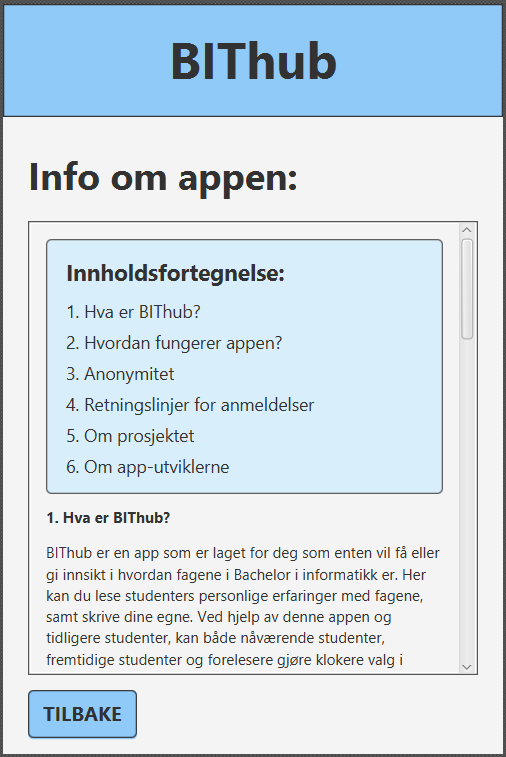 BIThub
Info om appen:
Innholdsfortegnelse:
1. Hva er BIThub?
2. Hvordan fungerer appen?
3. Anonymitet
4. Retningslinjer for anmeldelser
5. Om prosjektet
6. Om app-utviklerne
1. Hva er BIThub?
BIThub er en app som er laget for deg som enten vil få eller
gi innsikt i hvordan fagene i Bachelor i informatikk er. Her
kan du lese studenters personlige erfaringer med fagene,
samt skrive dine egne. Ved hjelp av denne appen og
tidligere studenter, kan både nåværende studenter,
fremtidige studenter og forelesere gjøre klokere valg i
TILBAKE